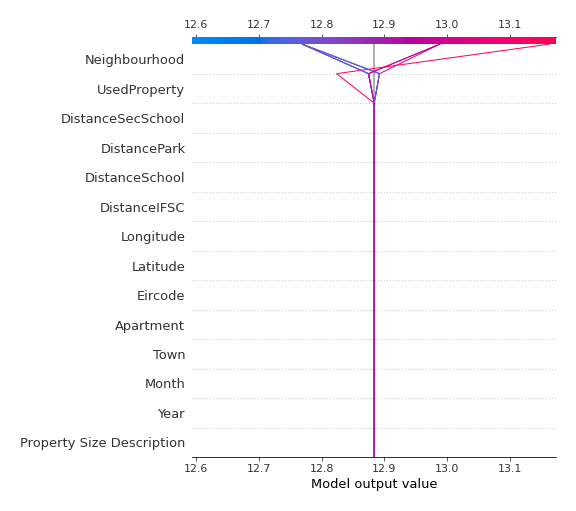 12.6 12.7 12.8 12.9 13.0 13.1
Neighbourhood
UsedProperty
DistanceSecSchool
DistancePark
DistanceSchool
DistanceIFSC
Longitude
Latitude
Eircode
Apartment
Town
Month
Year
Property Size Description
12.6 12.7 12.8 12.9 13.0 13.1
Model output value